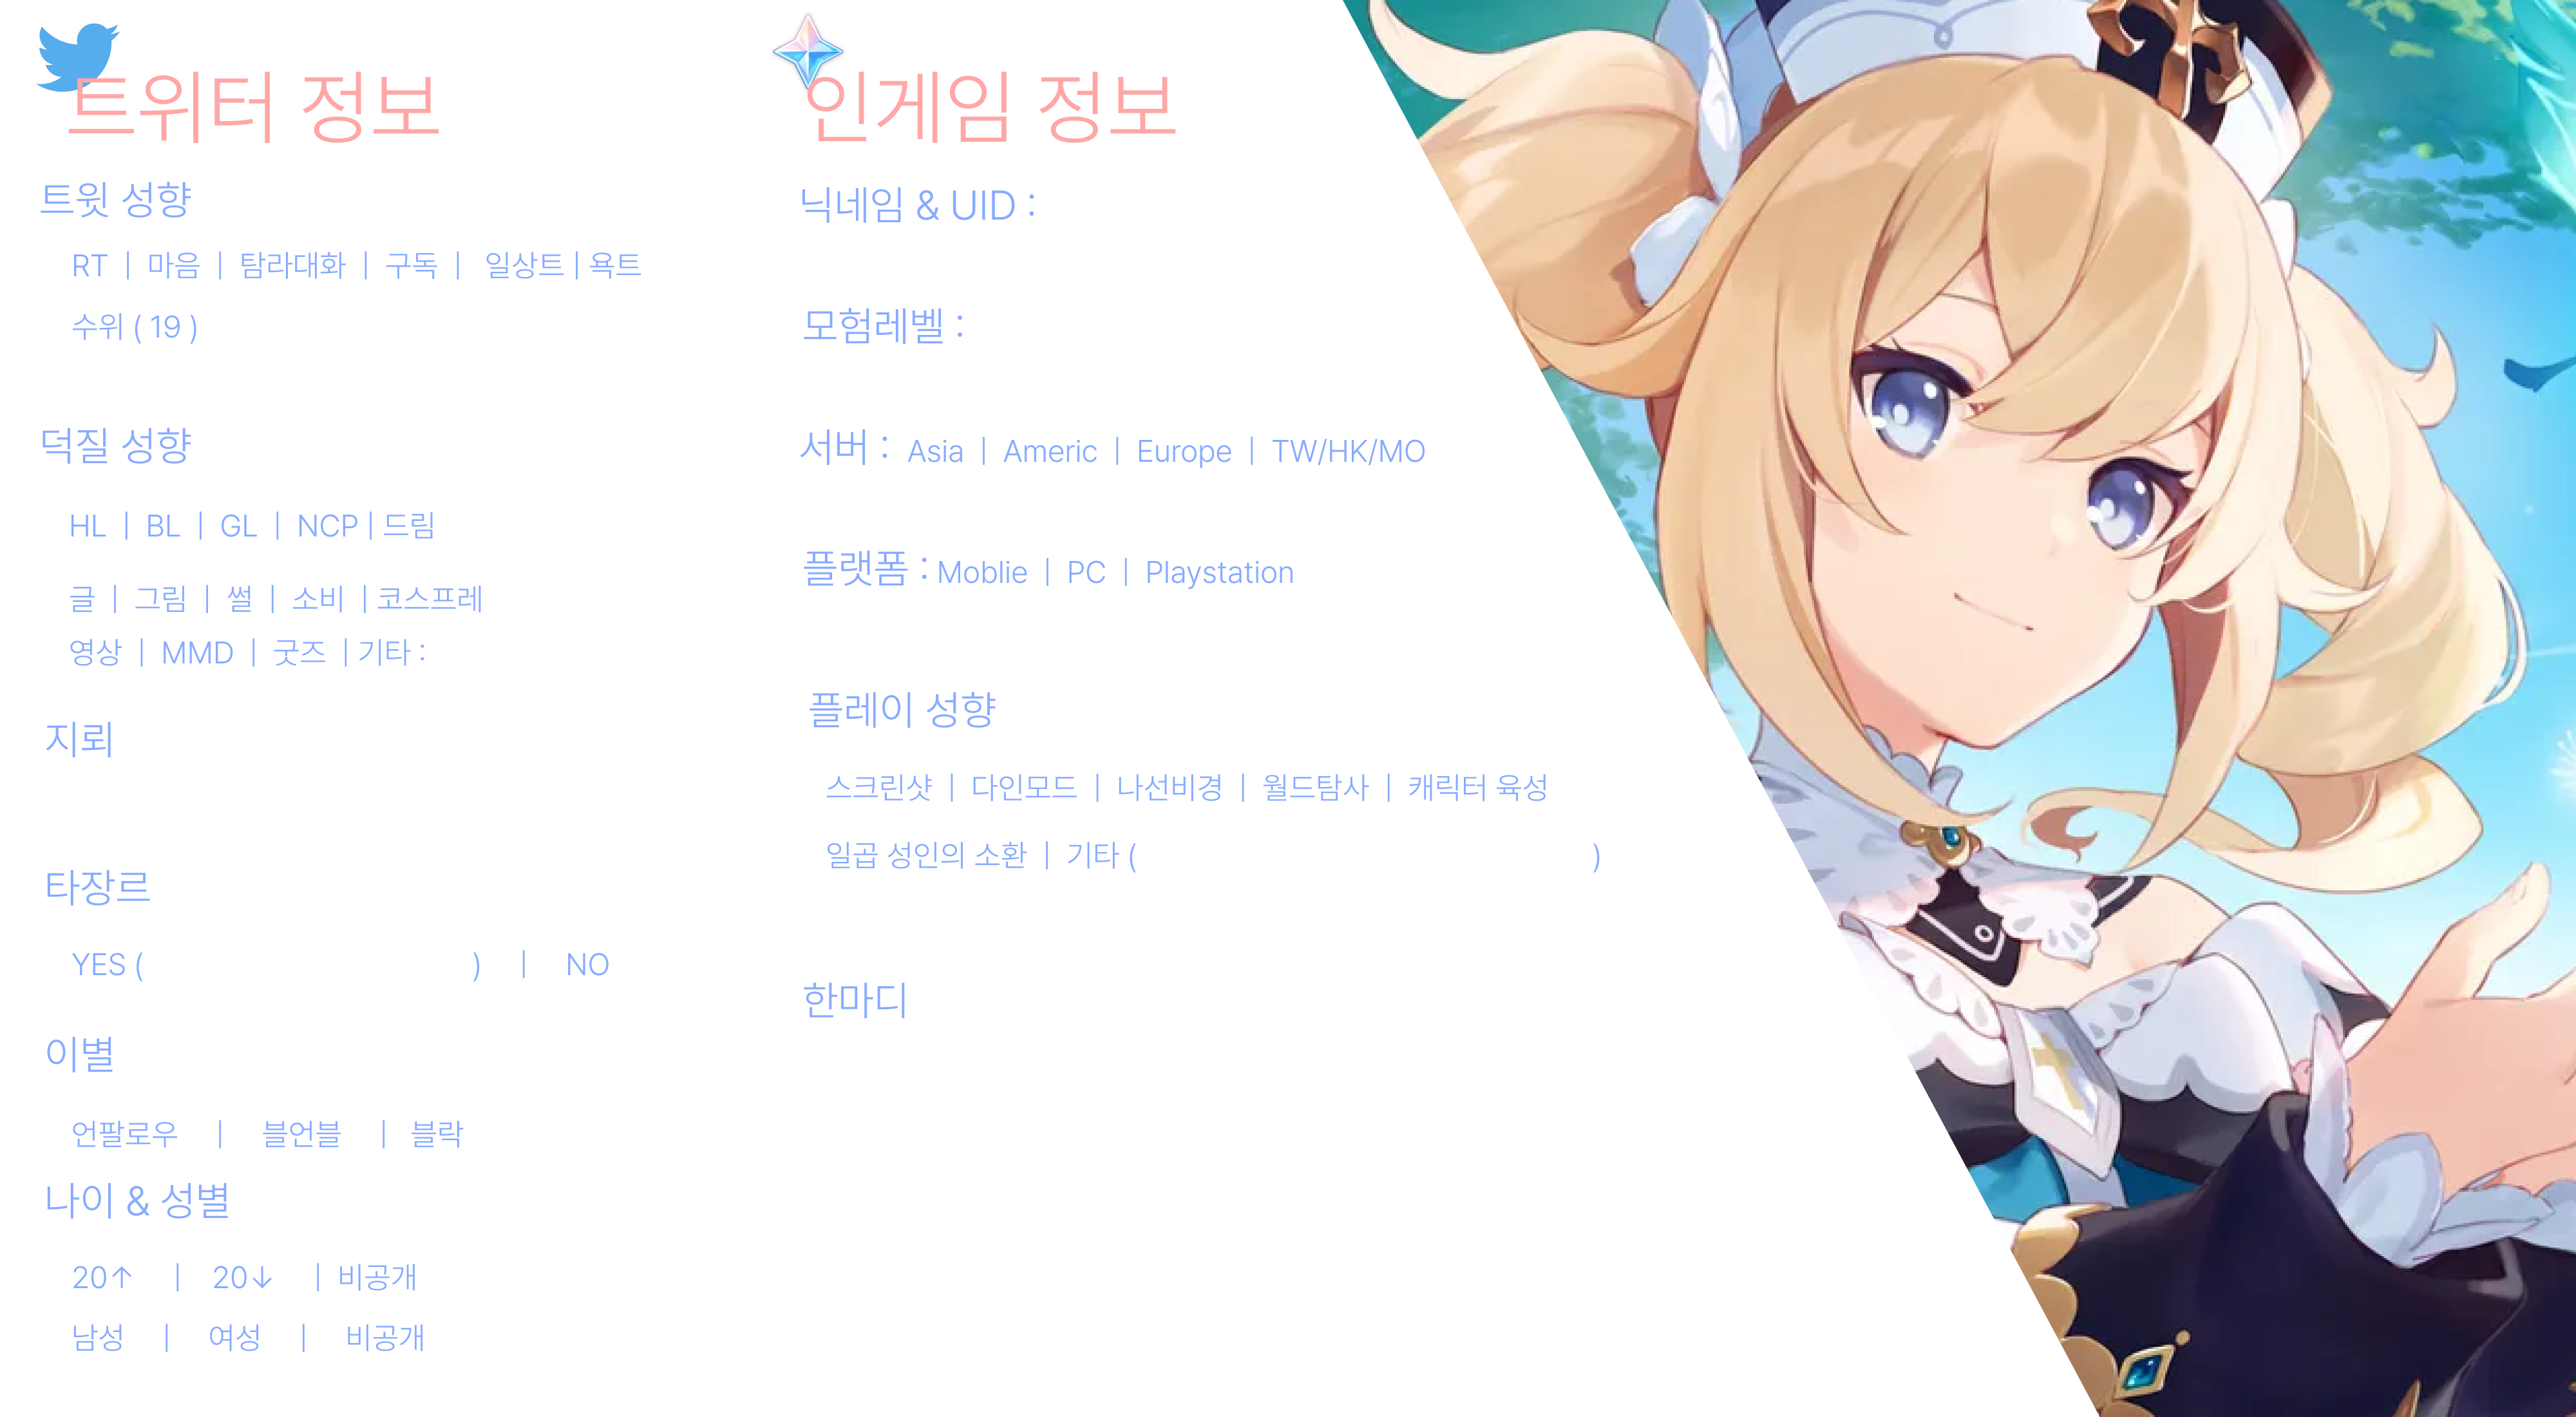 트위터 정보
트윗 성향
RT | 마음 | 탐라대화 | 구독 | 일상트 | 욕트
수위 ( 19 )
덕질 성향
HL | BL | GL | NCP | 드림
글 | 그림 | 썰 | 소비 | 코스프레
영상 | MMD | 굿즈 | 기타 :
지뢰
타장르
YES ( ) | NO
이별
언팔로우 | 블언블 | 블락
나이 & 성별
20↑ | 20↓ | 비공개
남성 | 여성 | 비공개
인게임 정보
닉네임 & UID :
모험레벨 :
서버 : Asia | Americ | Europe | TW/HK/MO
플랫폼 : Moblie | PC | Playstation
플레이 성향
스크린샷 | 다인모드 | 나선비경 | 월드탐사 | 캐릭터 육성
일곱 성인의 소환 | 기타 ( )
한마디